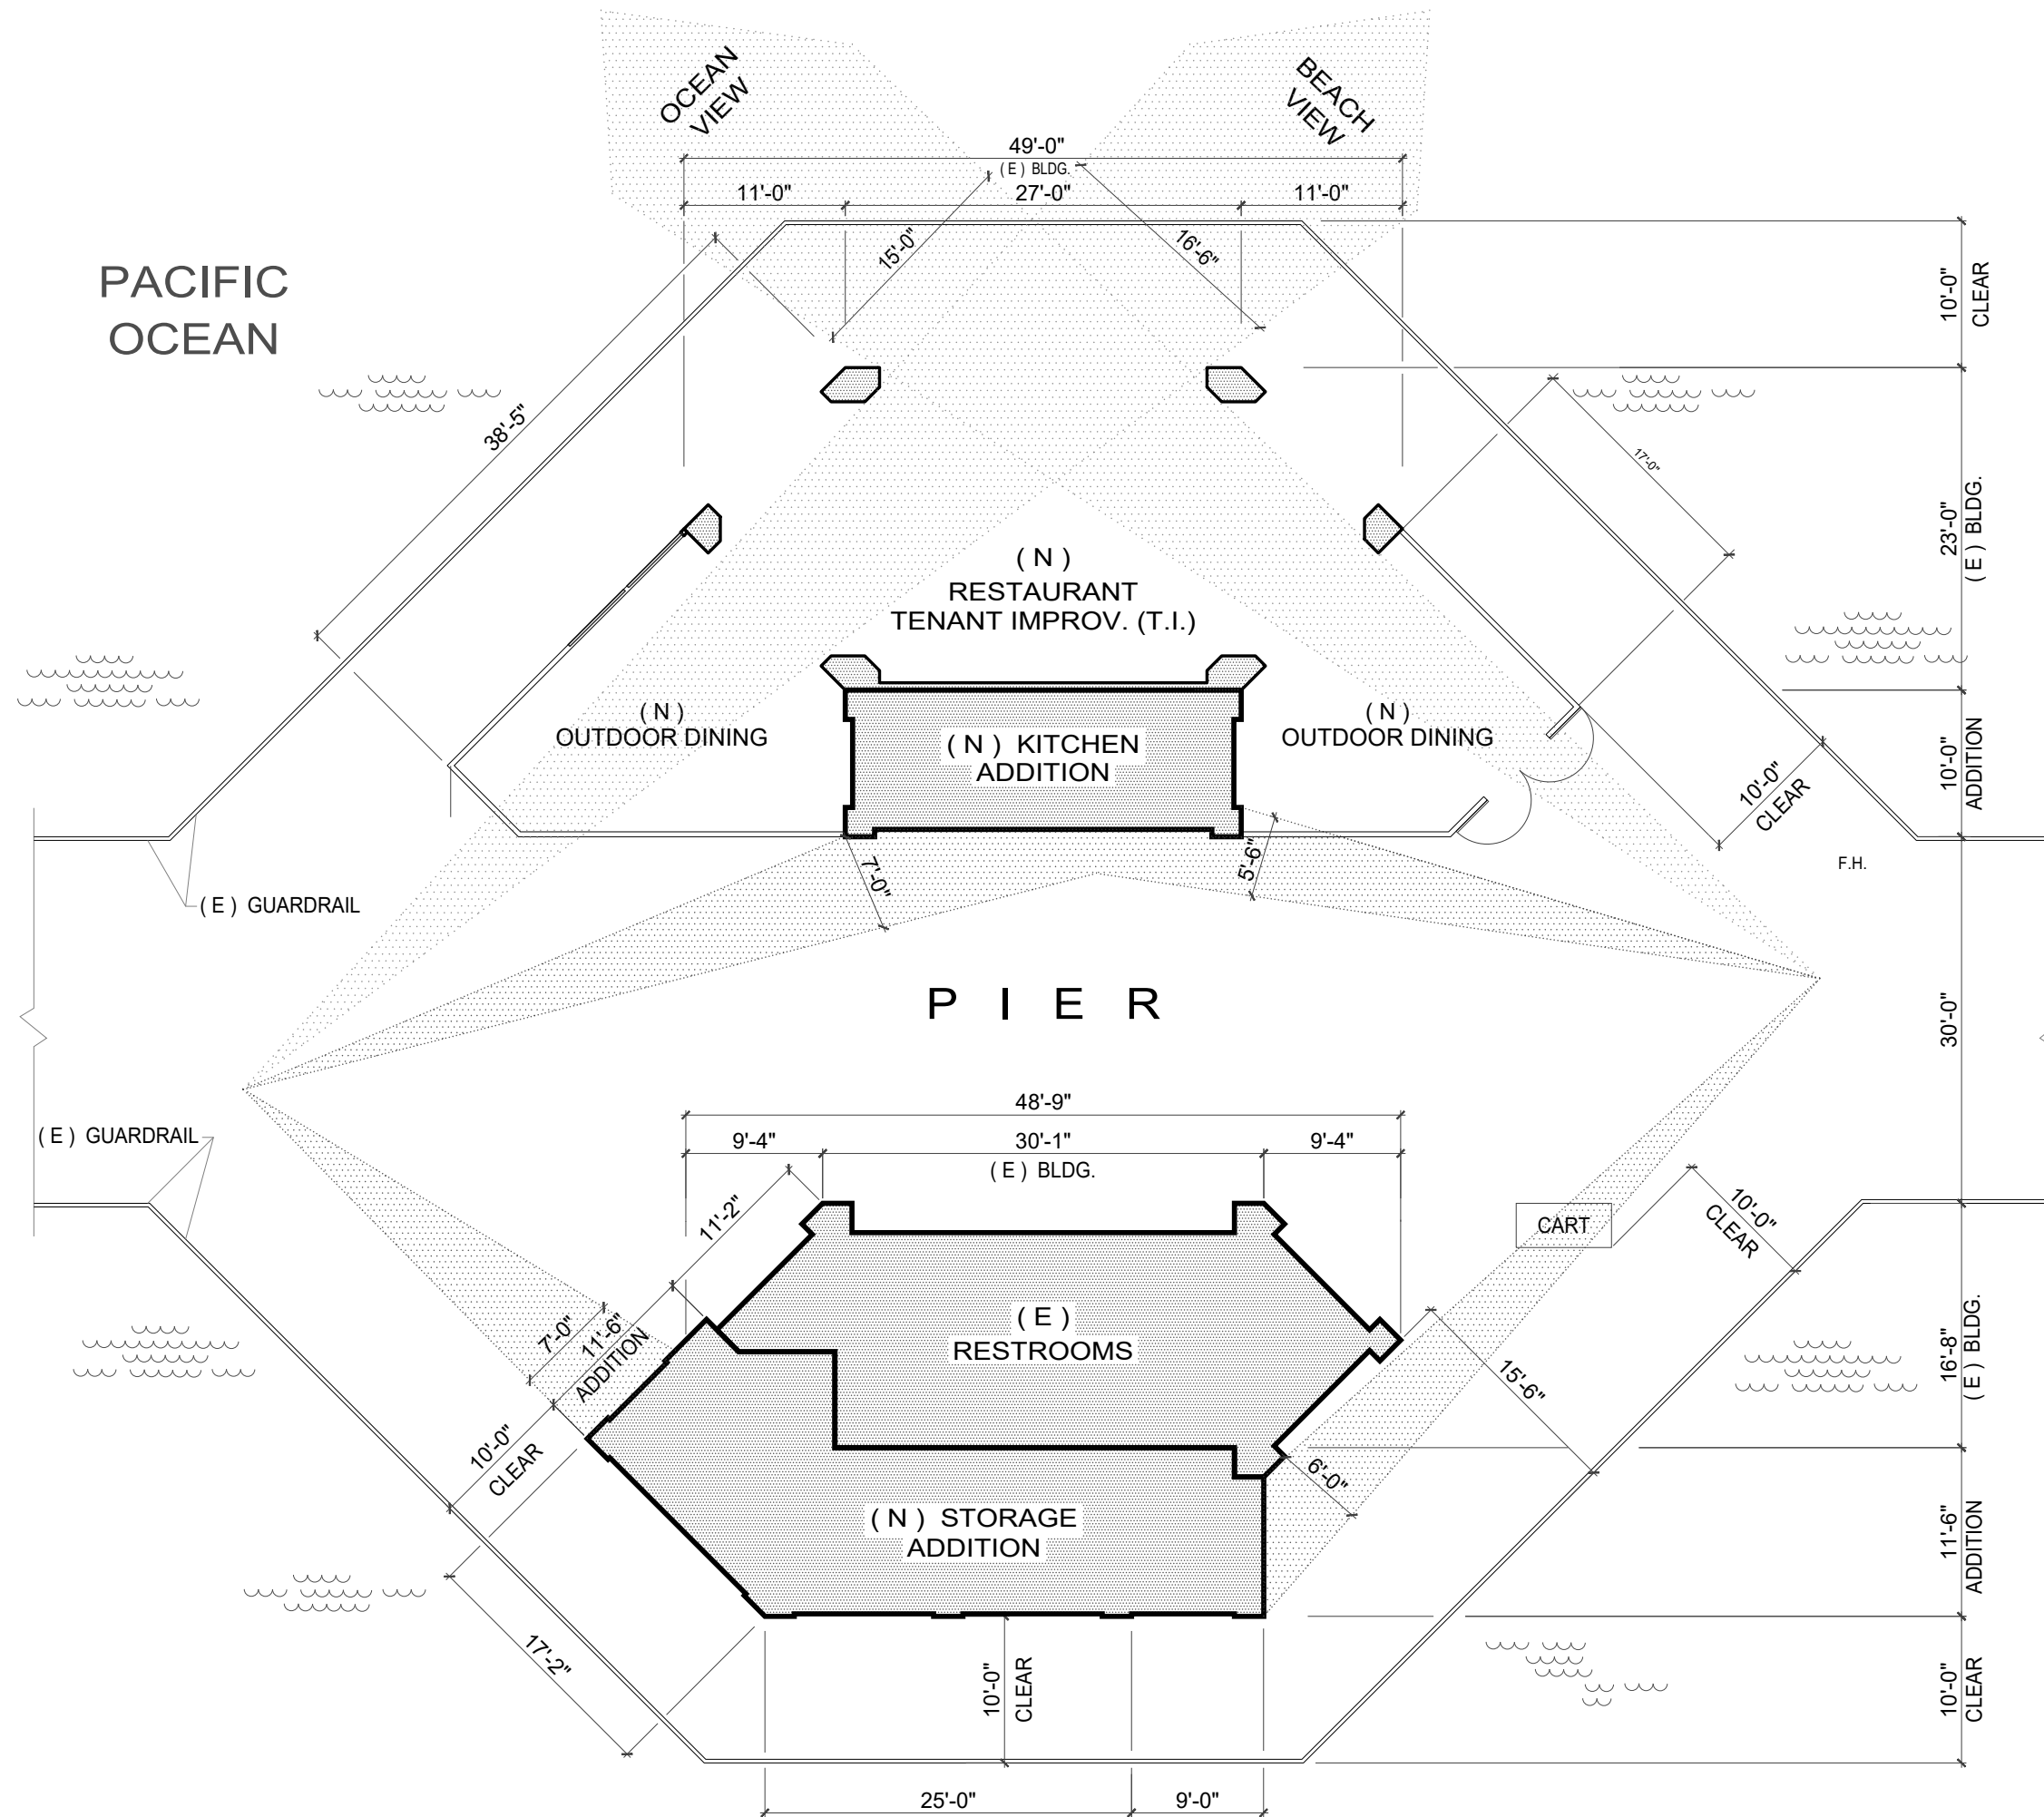 OCEAN
VIEW
BEACH
VIEW
49'-0"
( E ) BLDG.
11'-0"
27'-0"
11'-0"
15'-0"
16'-6"
PACIFIC
OCEAN
10'-0"
CLEAR
38'-5"
17'-0"
23'-0"
( E ) BLDG.
( N )
RESTAURANT
TENANT IMPROV. (T.I.)
( N )
OUTDOOR DINING
( N ) KITCHEN
ADDITION
( N )
OUTDOOR DINING
10'-0"
CLEAR
10'-0"
ADDITION
7'-0"
5'-6"
F.H.
( E ) GUARDRAIL
P I E R
30'-0"
48'-9"
9'-4"
30'-1"
9'-4"
( E ) BLDG.
( E ) GUARDRAIL
11'-2"
CART
10'-0"
CLEAR
7'-0"
11'-6"
ADDITION
( E )
RESTROOMS
15'-6"
16'-8"
( E ) BLDG.
10'-0"
CLEAR
6'-0"
( N ) STORAGE
ADDITION
11'-6"
ADDITION
17'-2"
10'-0"
CLEAR
10'-0"
CLEAR
25'-0"
9'-0"